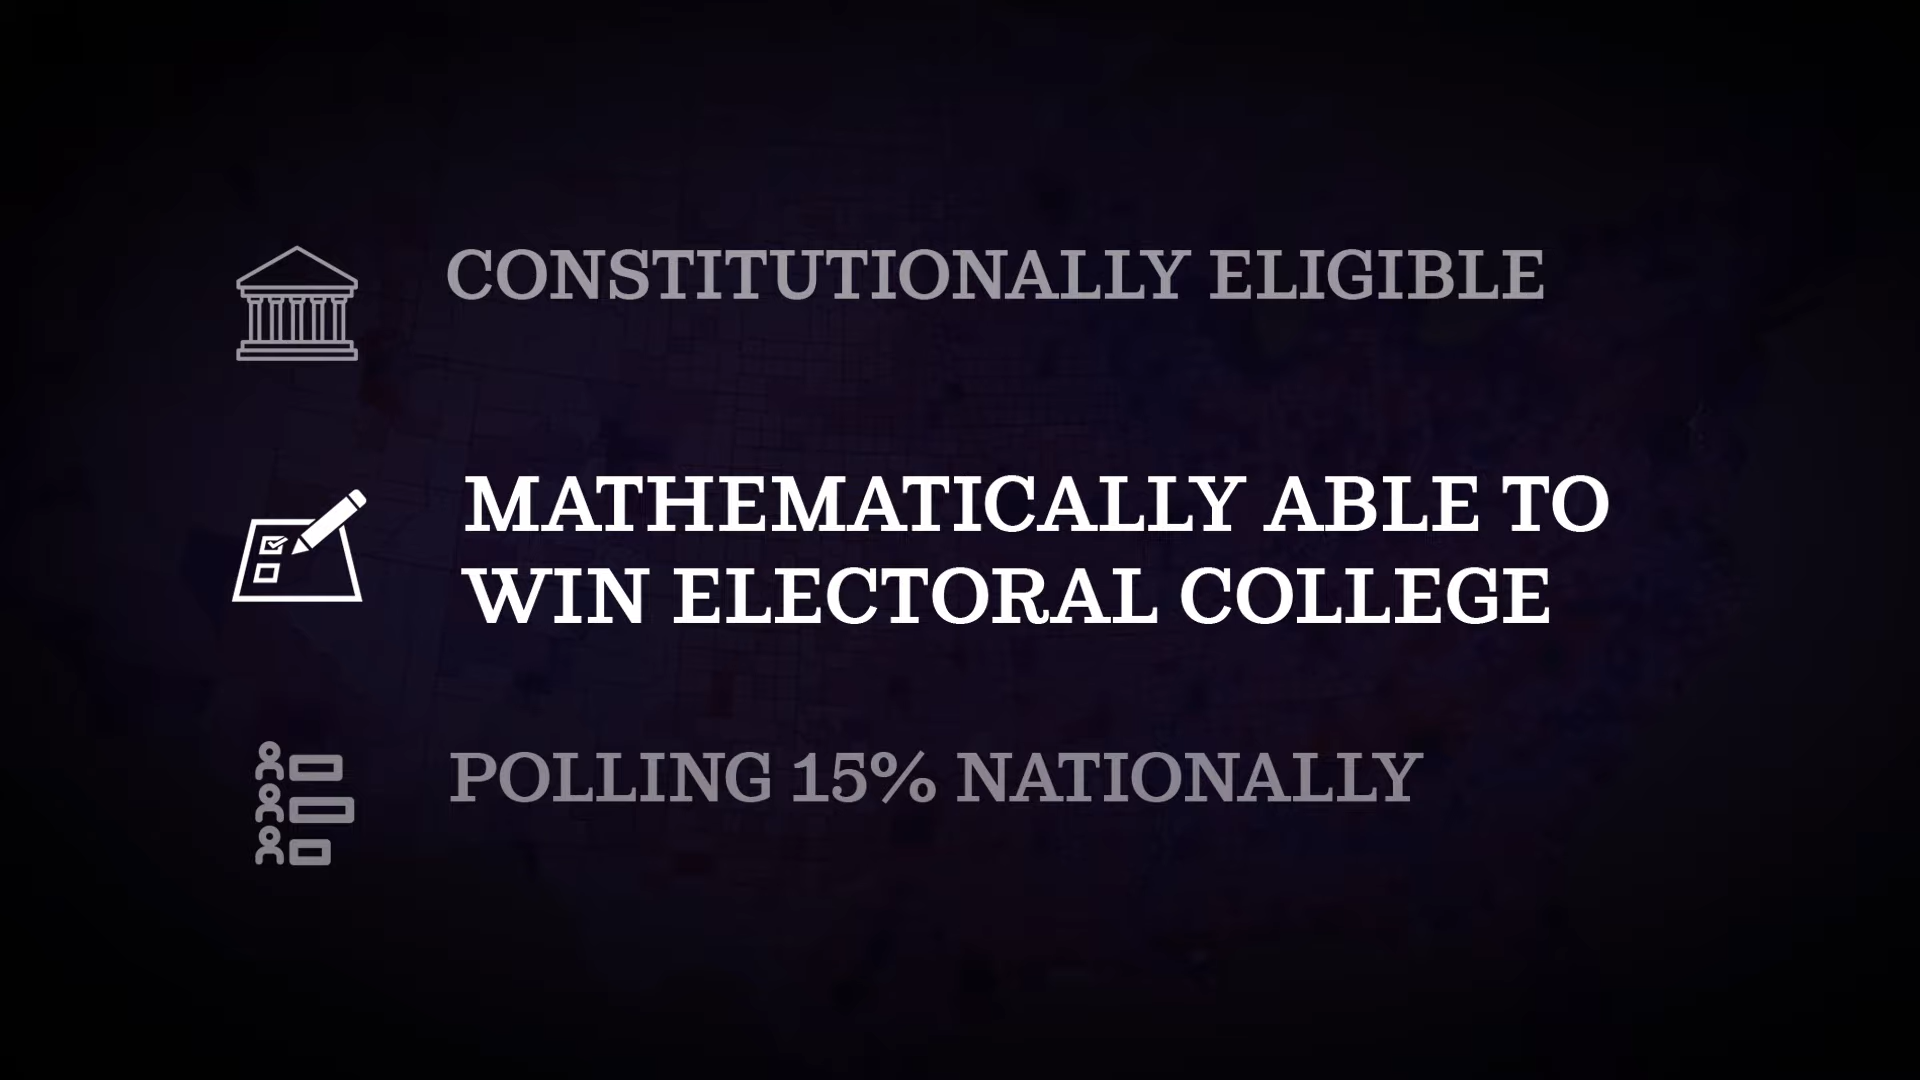 CONSTITUTIONALLY ELIGIBLE
MATHEMATICALLY ABLE TO
WIN ELECTORAL COLLEGE
POLLING 15% NATIONALLY